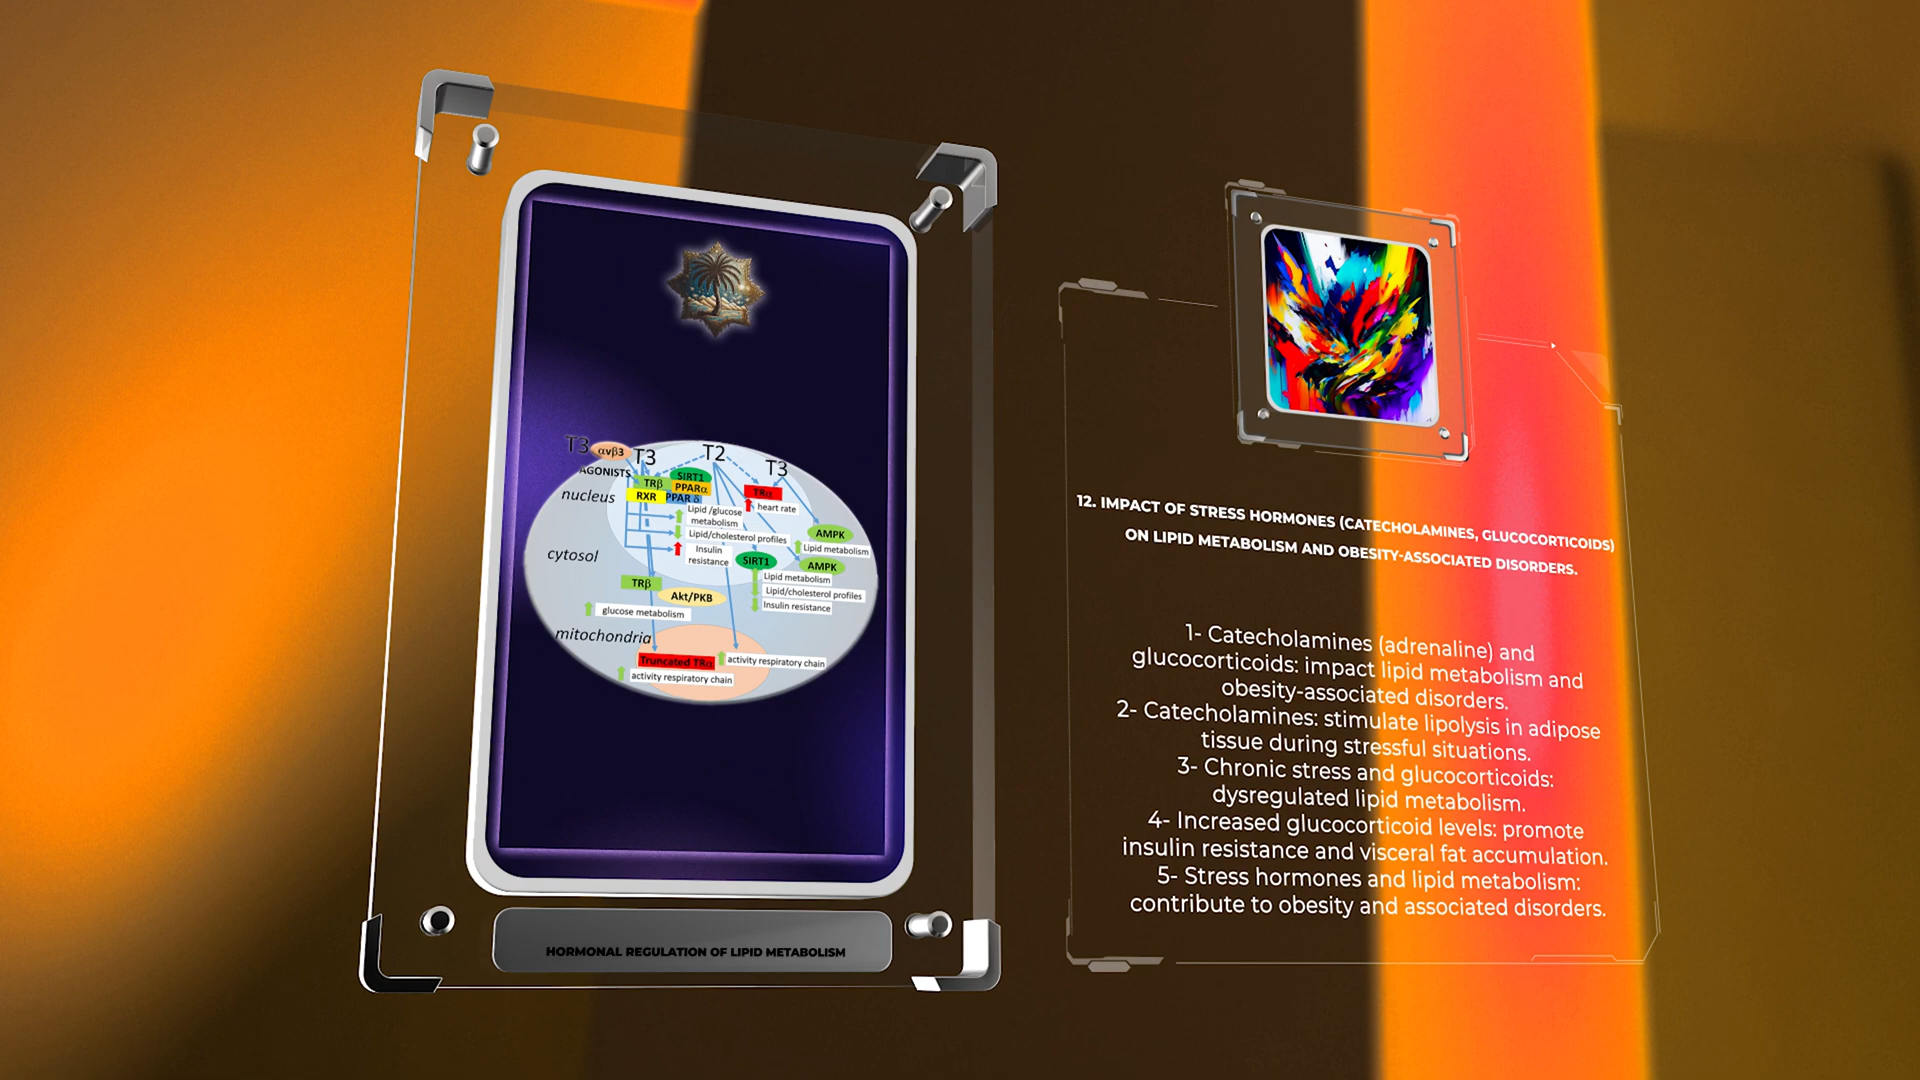 T3 αvβ3 T3 T2 T3
AGONISTS
SIRT1
TRβ PPARα
nucleus RXR PPAR δ TRα
heart rate
Lipid /glucose
metabolism
Lipid/cholesterol profiles
AMPK
Lipid metabolism
Insulin
resistance
cytosol
SIRT1 AMPK
Lipid metabolism
Lipid/cholesterol profiles
Insulin resistance
TRβ
Akt/PKB
glucose metabolism
mitochondria
Truncated TRα activity respiratory chain
activity respiratory chain
HORMONAL REGULATION OF LIPID METABOLISM
12. IMPACT OF STRESS HORMONES (CATECHOLAMINES, GLUCOCORTICOIDS)
ON LIPID METABOLISM AND OBESITY-ASSOCIATED DISORDERS.
1- Catecholamines (adrenaline) and
glucocorticoids: impact lipid metabolism and
obesity-associated disorders.
2- Catecholamines: stimulate lipolysis in adipose
tissue during stressful situations.
3- Chronic stress and glucocorticoids:
dysregulated lipid metabolism.
4- Increased glucocorticoid levels: promote
insulin resistance and visceral fat accumulation.
5- Stress hormones and lipid metabolism:
contribute to obesity and associated disorders.